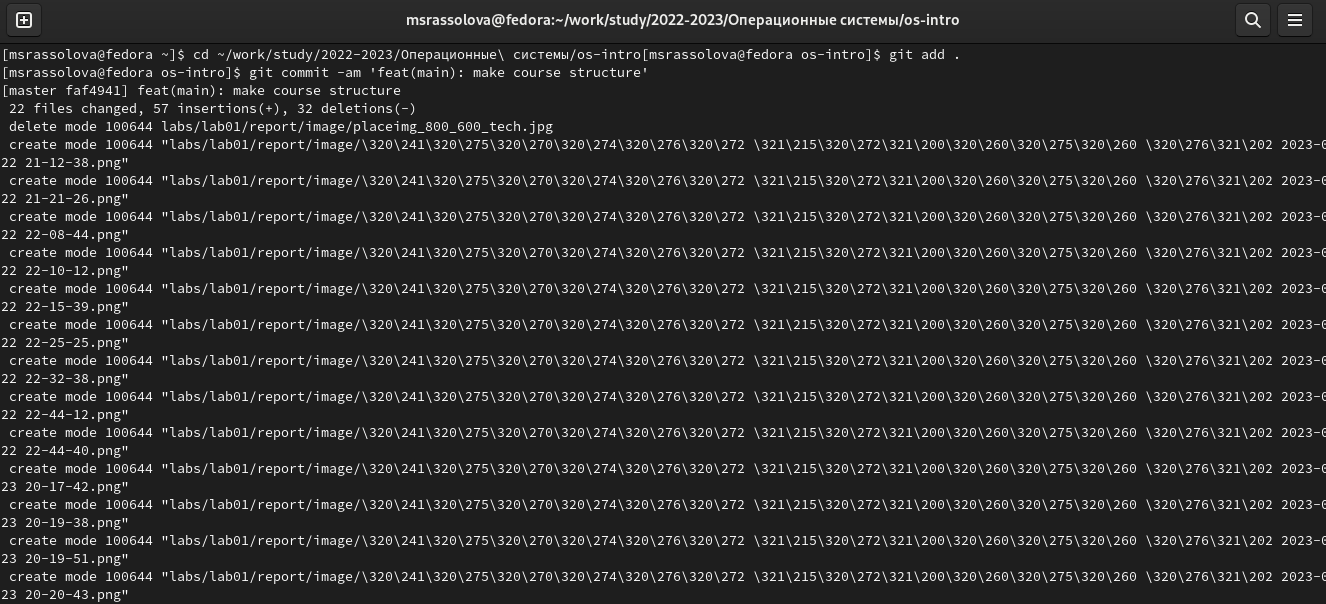 msrassolova@fedora:~/work/study/2022-2023/Операционные системы/os-intro
[msrassolova@fedora ~]$ cd ~/work/study/2022-2023/Операционные\ системы/os-intro[msrassolova@fedora os-intro]$ git add .
[msrassolova@fedora os-intro]$ git commit -am 'feat(main): make course structure'
[master faf4941] feat(main): make course structure
 22 files changed, 57 insertions(+), 32 deletions(-)
 delete mode 100644 labs/lab01/report/image/placeimg_800_600_tech.jpg
 create mode 100644 "labs/lab01/report/image/\320\241\320\275\320\270\320\274\320\276\320\272 \321\215\320\272\321\200\320\260\320\275\320\260 \320\276\321\202 2023-0
22 21-12-38.png"
 create mode 100644 "labs/lab01/report/image/\320\241\320\275\320\270\320\274\320\276\320\272 \321\215\320\272\321\200\320\260\320\275\320\260 \320\276\321\202 2023-0
22 21-21-26.png"
 create mode 100644 "labs/lab01/report/image/\320\241\320\275\320\270\320\274\320\276\320\272 \321\215\320\272\321\200\320\260\320\275\320\260 \320\276\321\202 2023-0
22 22-08-44.png"
 create mode 100644 "labs/lab01/report/image/\320\241\320\275\320\270\320\274\320\276\320\272 \321\215\320\272\321\200\320\260\320\275\320\260 \320\276\321\202 2023-0
22 22-10-12.png"
 create mode 100644 "labs/lab01/report/image/\320\241\320\275\320\270\320\274\320\276\320\272 \321\215\320\272\321\200\320\260\320\275\320\260 \320\276\321\202 2023-0
22 22-15-39.png"
 create mode 100644 "labs/lab01/report/image/\320\241\320\275\320\270\320\274\320\276\320\272 \321\215\320\272\321\200\320\260\320\275\320\260 \320\276\321\202 2023-0
22 22-25-25.png"
 create mode 100644 "labs/lab01/report/image/\320\241\320\275\320\270\320\274\320\276\320\272 \321\215\320\272\321\200\320\260\320\275\320\260 \320\276\321\202 2023-0
22 22-32-38.png"
 create mode 100644 "labs/lab01/report/image/\320\241\320\275\320\270\320\274\320\276\320\272 \321\215\320\272\321\200\320\260\320\275\320\260 \320\276\321\202 2023-0
22 22-44-12.png"
 create mode 100644 "labs/lab01/report/image/\320\241\320\275\320\270\320\274\320\276\320\272 \321\215\320\272\321\200\320\260\320\275\320\260 \320\276\321\202 2023-0
22 22-44-40.png"
 create mode 100644 "labs/lab01/report/image/\320\241\320\275\320\270\320\274\320\276\320\272 \321\215\320\272\321\200\320\260\320\275\320\260 \320\276\321\202 2023-0
23 20-17-42.png"
 create mode 100644 "labs/lab01/report/image/\320\241\320\275\320\270\320\274\320\276\320\272 \321\215\320\272\321\200\320\260\320\275\320\260 \320\276\321\202 2023-0
23 20-19-38.png"
 create mode 100644 "labs/lab01/report/image/\320\241\320\275\320\270\320\274\320\276\320\272 \321\215\320\272\321\200\320\260\320\275\320\260 \320\276\321\202 2023-0
23 20-19-51.png"
 create mode 100644 "labs/lab01/report/image/\320\241\320\275\320\270\320\274\320\276\320\272 \321\215\320\272\321\200\320\260\320\275\320\260 \320\276\321\202 2023-0
23 20-20-43.png"